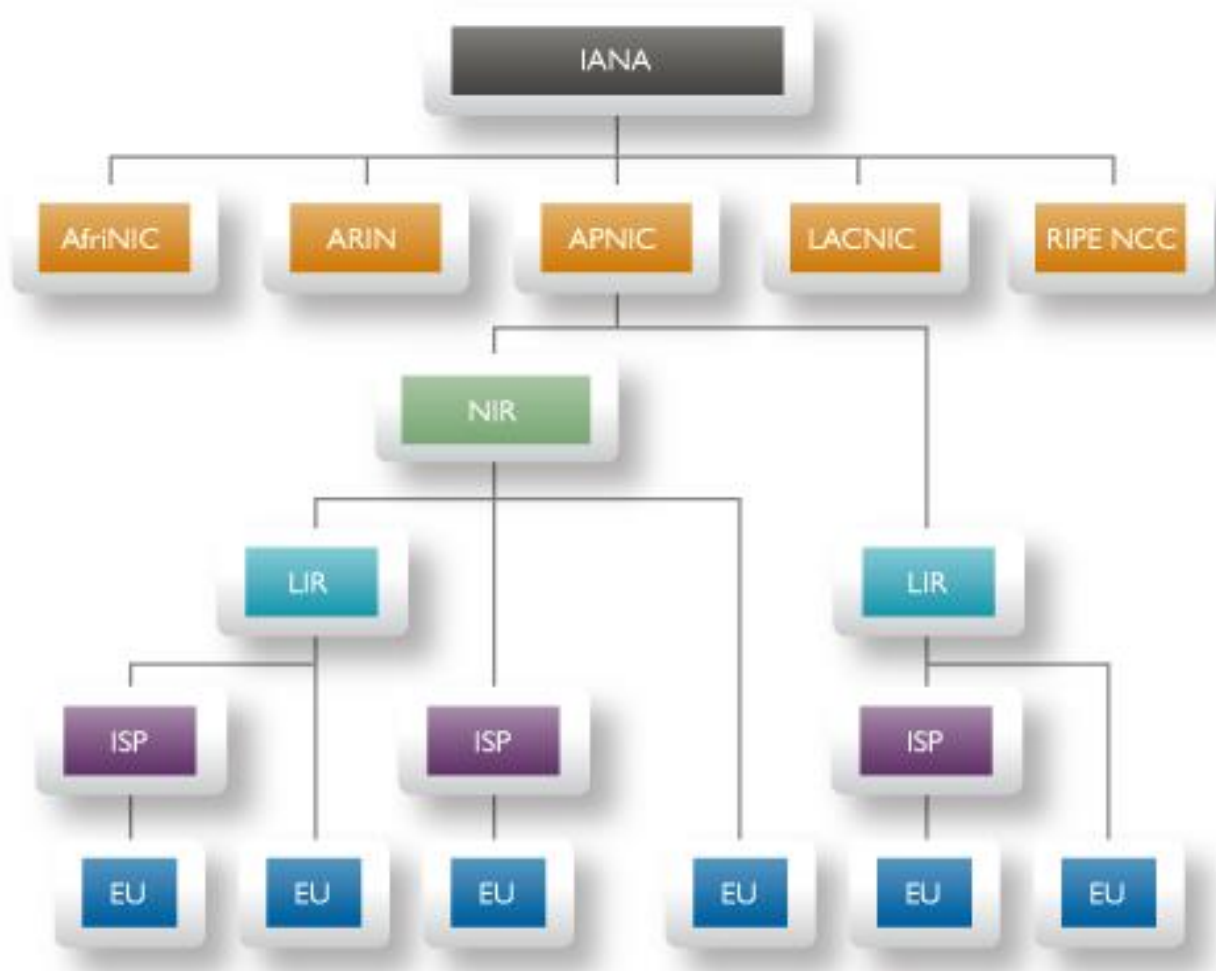 IANA
AfriNIC ARIN APNIC LACNIC RIPE NCC
NIR
LIR LIR
ISP ISP ISP
EU EU EU EU EU EU